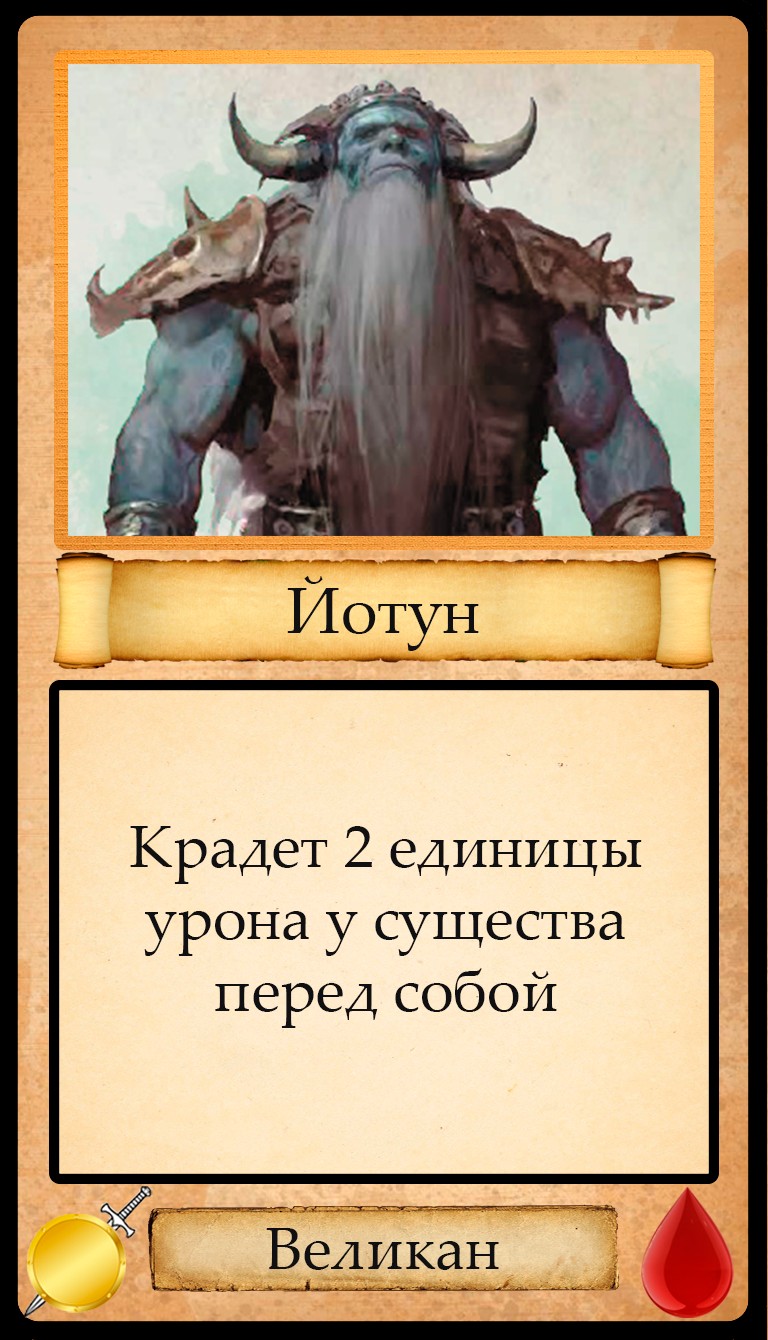 Йотун
Крадет 2 единицы
урона у существа
перед собой
Великан